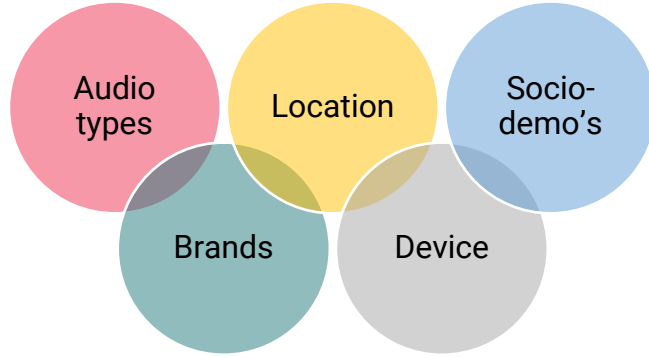 Audio
types
Location
Socio-
demo's
Brands
Device